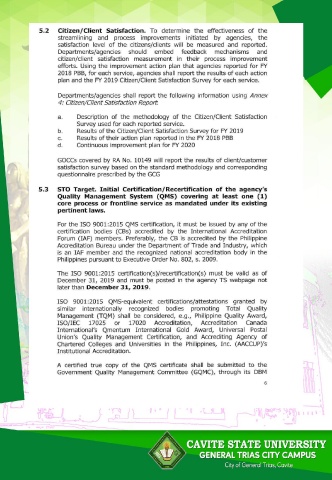 5.2 Citizen/Client Satisfaction. To determine the effectiveness of the
streamlining and process improvements initiated by agencies, the
satisfaction level of the citizens/clients will be measured and reported.
Departments/agencies should embed feedback mechanisms and
citizen/client satisfaction measurement in their process improvement
efforts. Using the improvement action plan that agencies reported for FY
2018 PBB, for each service, agencies shall report the results of each action
plan and the FY 2019 Citizen/Client Satisfaction Survey for each service.
Departments/agencies shall report the following information using Annex
4: Citizen/Client Satisfaction Report:
a. Description of the methodology of the Citizen/Client Satisfaction
Survey used for each reported service.
b. Results of the Citizen/Client Satisfaction Survey for FY 2019
c. Results of their action plan reported in the FY 2018 PBB
d. Continuous improvement plan for FY 2020
GOCCs covered by RA No. 10149 will report the results of client/customer
satisfaction survey based on the standard methodology and corresponding
questionnaire prescribed by the GCG
5.3 STO Target. Initial Certification/Recertification of the agency's
Quality Management System (QMS) covering at least one (1)
core process or frontline service as mandated under its existing
pertinent laws.
For the ISO 9001:2015 QMS certification, it must be issued by any of the
certification bodies (CBs) accredited by the International Accreditation
Forum (IAF) members. Preferably, the CB is accredited by the Philippine
Accreditation Bureau under the Department of Trade and Industry, which
is an IAF member and the recognized national accreditation body in the
Philippines pursuant to Executive Order No. 802, s. 2009.
The ISO 9001:2015 certification(s)/recertification(s) must be valid as of
December 31, 2019 and must be posted in the agency TS webpage not
later than December 31, 2019.
ISO 9001:2015 QMS-equivalent certifications/attestations granted by
similar internationally recognized bodies promoting Total Quality
Management (TQM) shall be considered, e.g., Philippine Quality Award,
ISO/IEC 17025 or 17020 Accreditation, Accreditation Canada
International's Qmentum International Gold Award, Universal Postal
Union's Quality Management Certification, and Accrediting Agency of
Chartered Colleges and Universities in the Philippines, Inc. (AACCUP)'s
Institutional Accreditation.
A certified true copy of the QMS certificate shall be submitted to the
Government Quality Management Committee (GQMC), through its DBM
6
CAVITE STATE UNIVERSITY
GENERAL TRIAS CITY CAMPUS
City of General Trias, Cavite